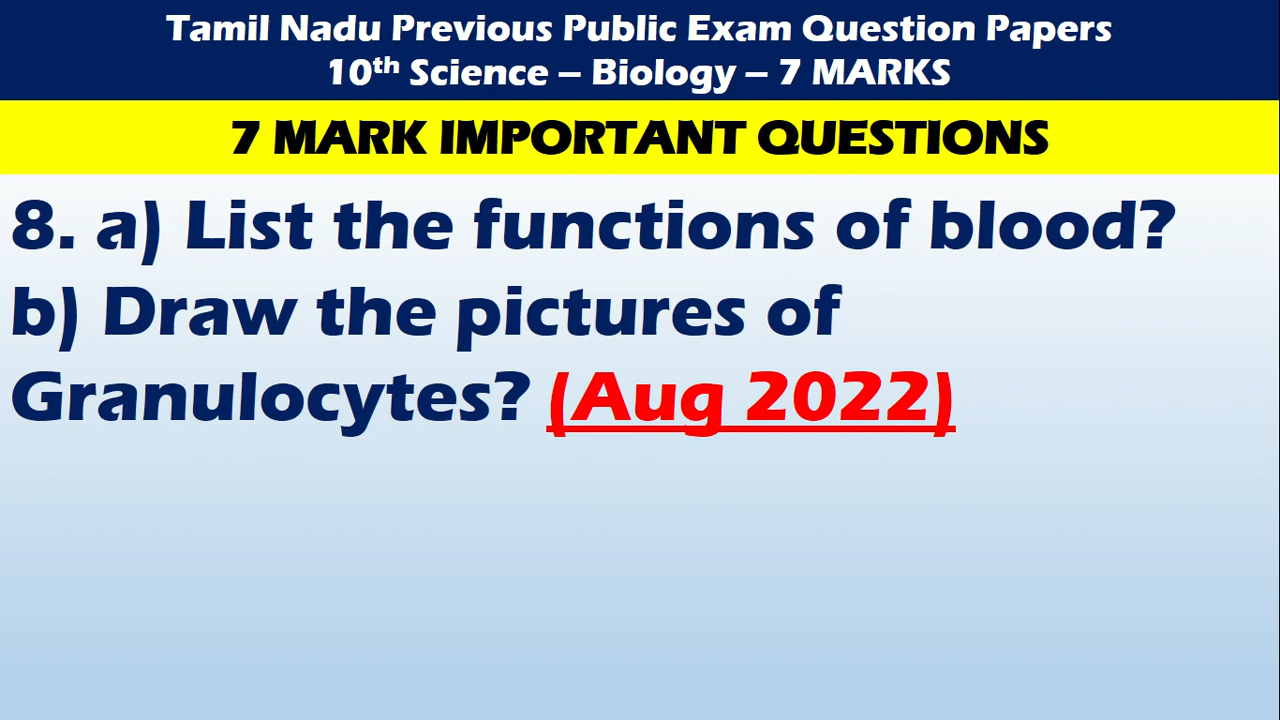 Tamil Nadu Previous Public Exam Question Papers
10th Science – Biology – 7 MARKS
7 MARK IMPORTANT QUESTIONS
8. a) List the functions of blood?
b) Draw the pictures of
Granulocytes? (Aug 2022)